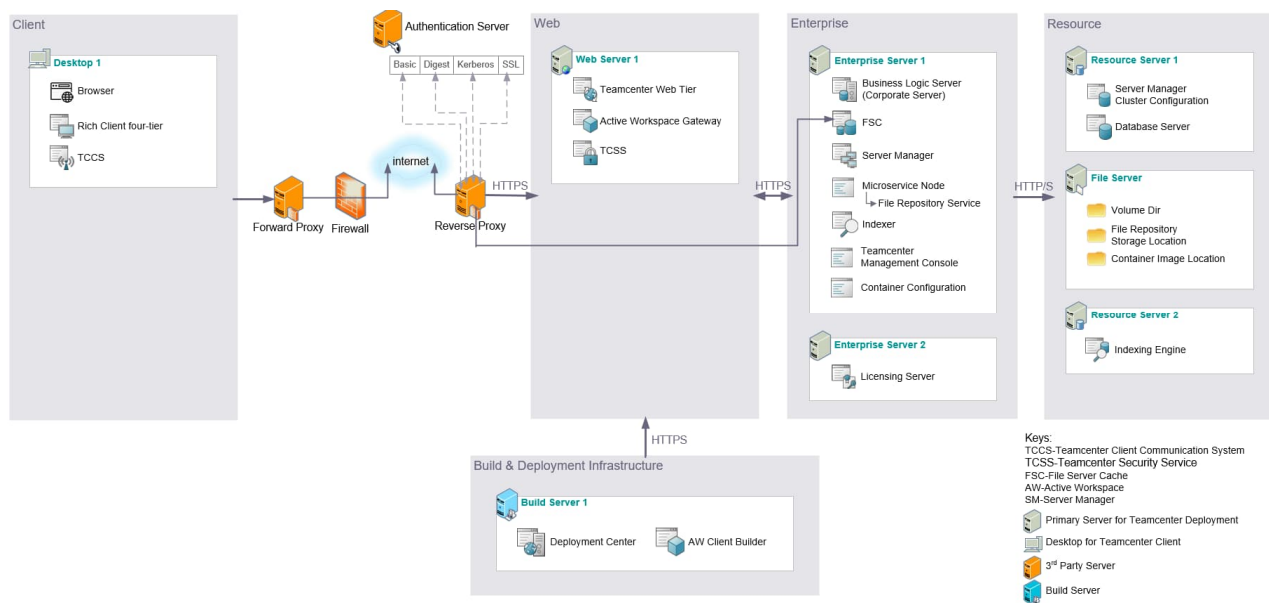 Client
Desktop 1
Browser
Rich Client four-tier
TCCS
Authentication Server
Basic Digest Kerberos SSL
internet
Forward Proxy
Firewall
Reverse Proxy
HTTPS
Web
Web Server 1
Teamcenter Web Tier
Active Workspace Gateway
TCSS
HTTPS
Enterprise
Enterprise Server 1
Business Logic Server
(Corporate Server)
FSC
Server Manager
Microservice Node
File Repository Service
Indexer
Teamcenter
Management Console
Container Configuration
Enterprise Server 2
Licensing Server
HTTP/S
Resource
Resource Server 1
Server Manager
Cluster Configuration
Database Server
File Server
Volume Dir
File Repository
Storage Location
Container Image Location
Resource Server 2
Indexing Engine
HTTPS
Build & Deployment Infrastructure
Build Server 1
Deployment Center
AW Client Builder
Keys:
TCCS-Teamcenter Client Communication System
TCSS-Teamcenter Security Service
FSC-File Server Cache
AW-Active Workspace
SM-Server Manager
Primary Server for Teamcenter Deployment
Desktop for Teamcenter Client
3rd Party Server
Build Server